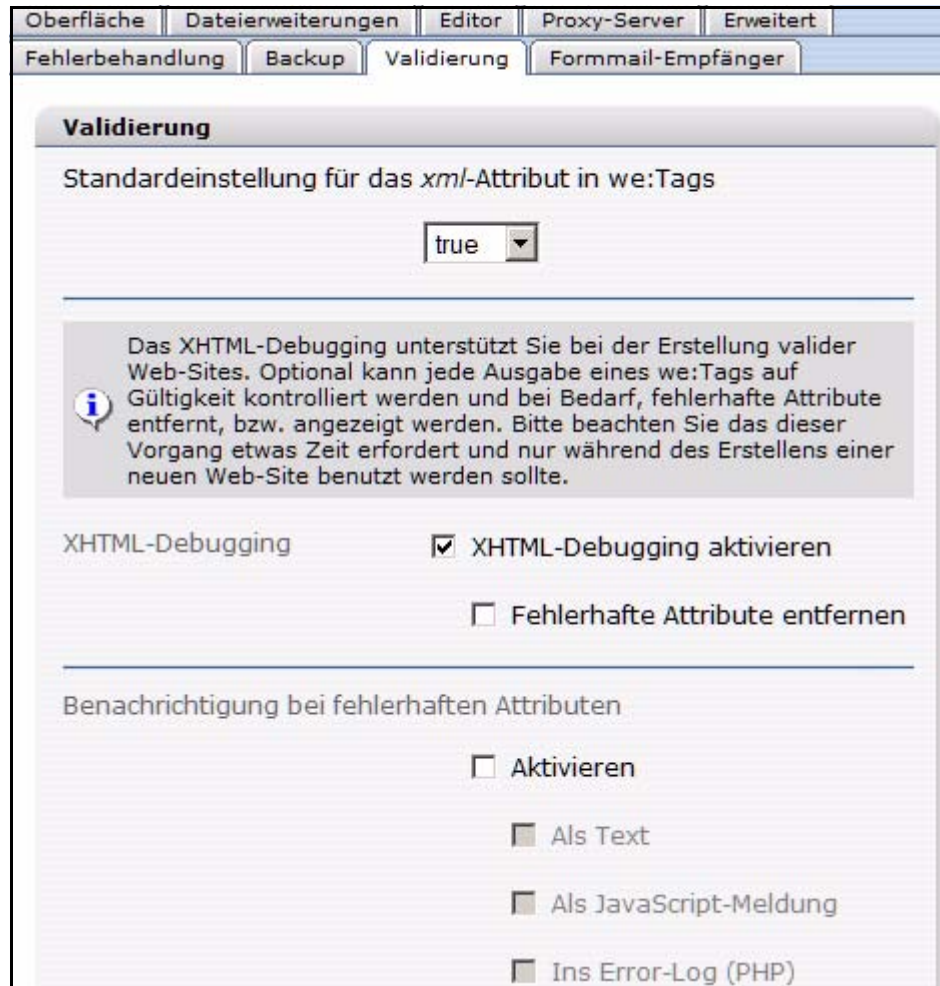 Oberfläche Dateierweiterungen Editor Proxy-Server Erweitert
Fehlerbehandlung Backup Validierung Formmail-Empfänger
Validierung
Standardeinstellung für das xml-Attribut in we:Tags
true
Das XHTML-Debugging unterstützt Sie bei der Erstellung valider
Web-Sites. Optional kann jede Ausgabe eines we:Tags auf
Gültigkeit kontrolliert werden und bei Bedarf, fehlerhafte Attribute
entfernt, bzw. angezeigt werden. Bitte beachten Sie das dieser
Vorgang etwas Zeit erfordert und nur während des Erstellens einer
neuen Web-Site benutzt werden sollte.
XHTML-Debugging XHTML-Debugging aktivieren
Fehlerhafte Attribute entfernen
Benachrichtigung bei fehlerhaften Attributen
Aktivieren
Als Text
Als JavaScript-Meldung
Ins Error-Log (PHP)